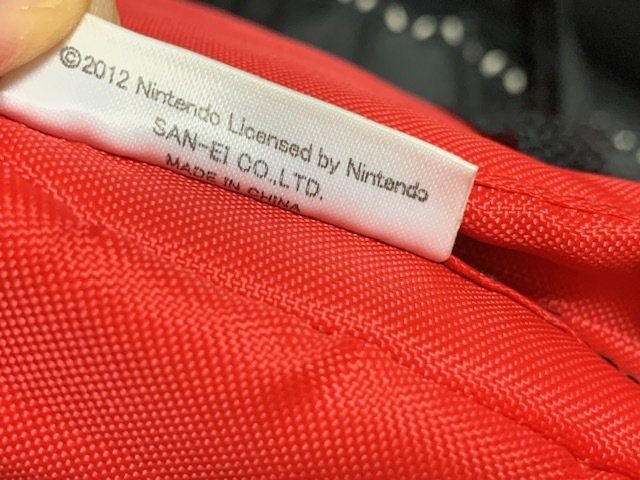 ©2012 Nintendo Licensed by Nintendo
SAN-EI CO.,LTD.
MADE IN CHINA